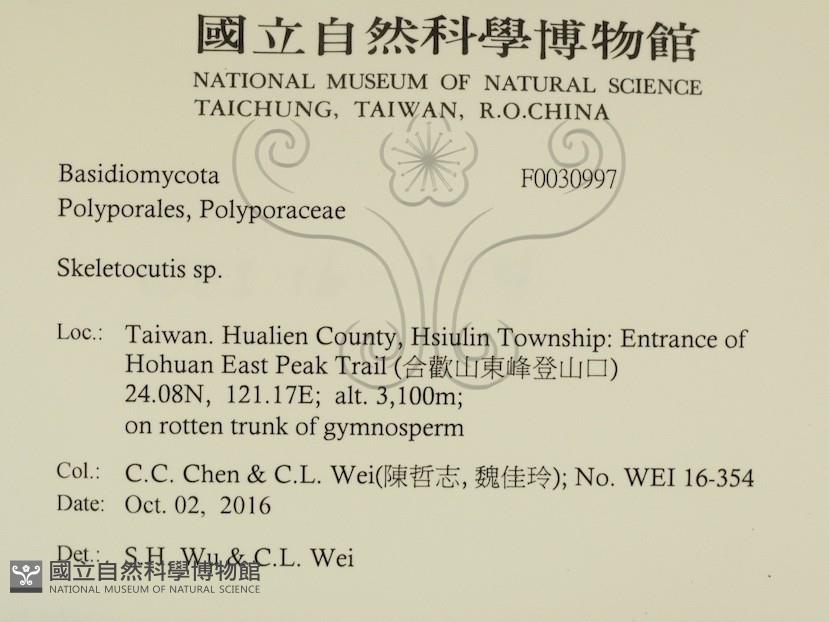 國立自然科學博物館
NATIONAL MUSEUM OF NATURAL SCIENCE
TAICHUNG, TAIWAN, R.O.CHINA
Basidiomycota F0030997
Polyporales, Polyporaceae
Skeletocutis sp.
Loc.: Taiwan. Hualien County, Hsiulin Township: Entrance of
Hohuan East Peak Trail (合歡山東峰登山口)
24.08N, 121.17E; alt. 3,100m;
on rotten trunk of gymnosperm
Col.: C.C. Chen & C.L. Wei(陳哲志, 魏佳玲); No. WEI 16-354
Date: Oct. 02, 2016
Det.: S.H. Wu & C.L. Wei
國立自然科學博物館
NATIONAL MUSEUM OF NATURAL SCIENCE